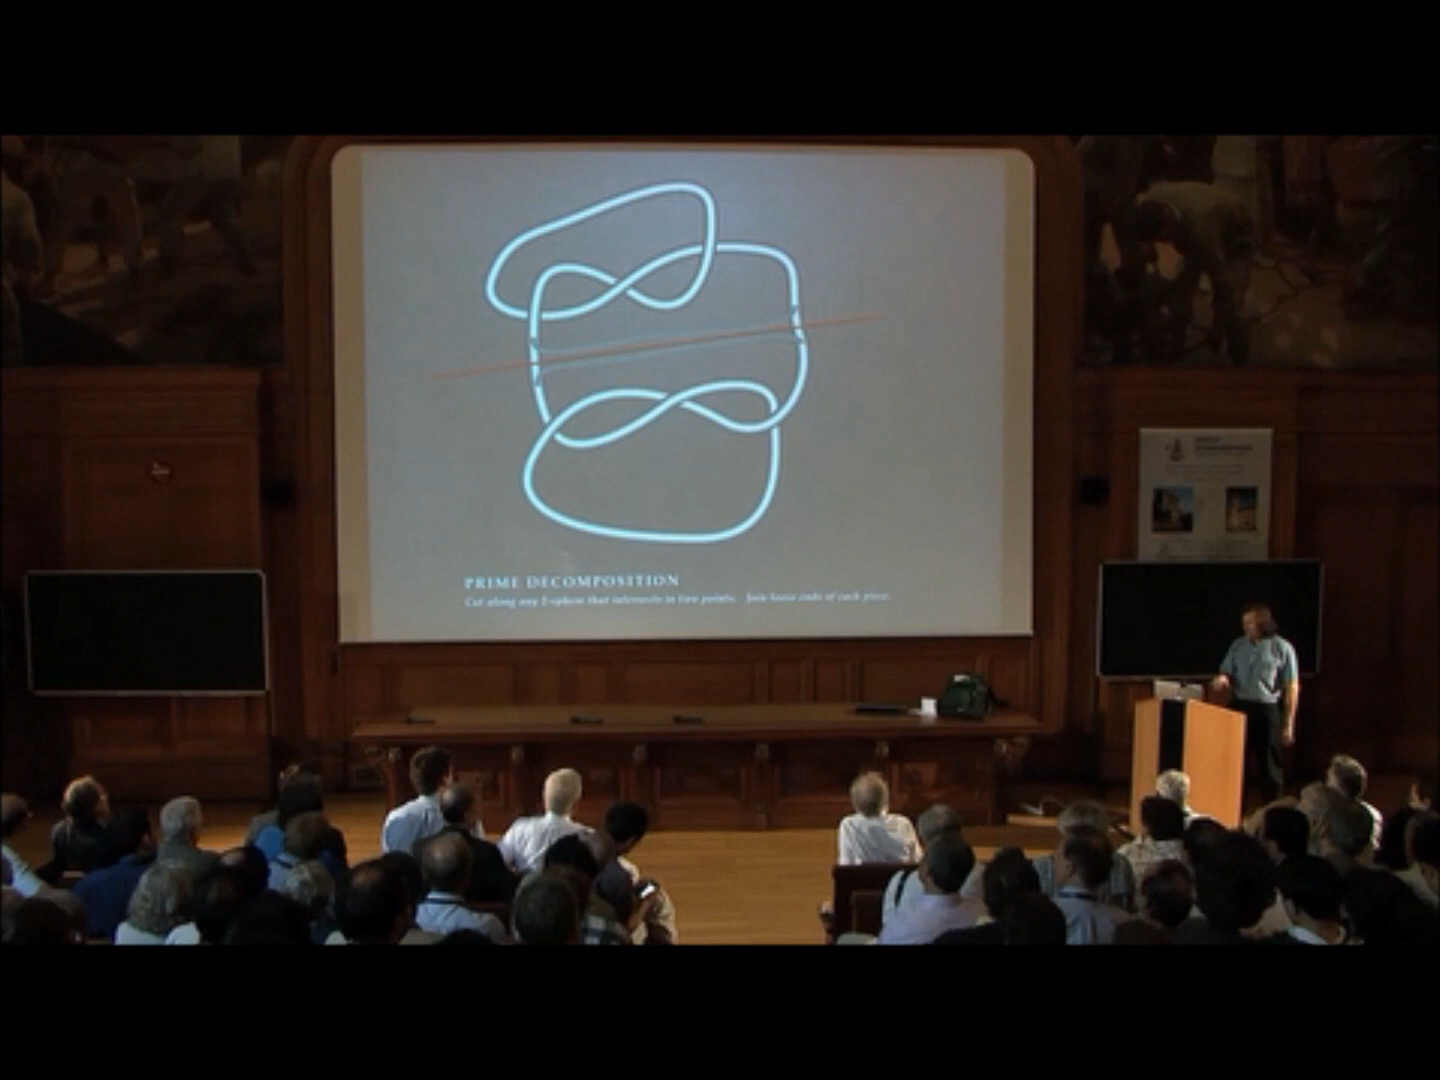 PRIME DECOMPOSITION
Cut along any 2-sphere that intersects in two points. Join loose ends of each piece.